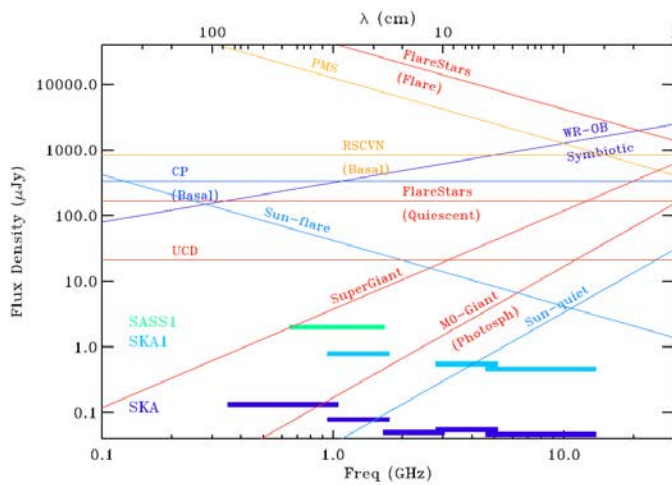 λ (cm)
100
10
FlareStars
(Flare)
PMS
10000.0
WR-OB
1000.0
RSCVN
Symbiotic
(Basal)
CP
(Basal)
FlareStars
100.0
(Quiescent)
Sun-flare
UCD
10.0
SuperGiant
M0-Giant
(Photosph)
Sun-quiet
SASS1
SKA1
1.0
SKA
0.1
Flux Density (μJy)
0.1
1.0
10.0
Freq (GHz)